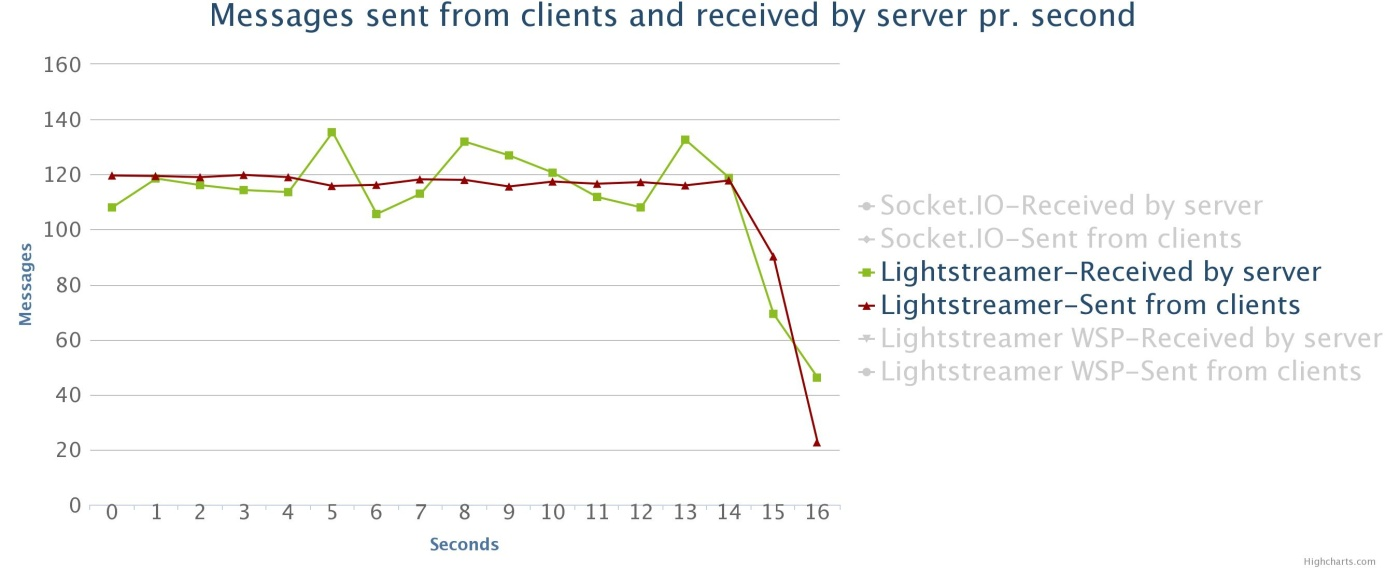 Messages sent from clients and received by server pr. second
160
140
120
100
80
60
40
20
0
Messages
0 1 2 3 4 5 6 7 8 9 10 11 12 13 14 15 16
Seconds
Socket.IO-Received by server
Socket.IO-Sent from clients
Lightstreamer-Received by server
Lightstreamer-Sent from clients
Lightstreamer WSP-Received by server
Lightstreamer WSP-Sent from clients
Highcharts.com